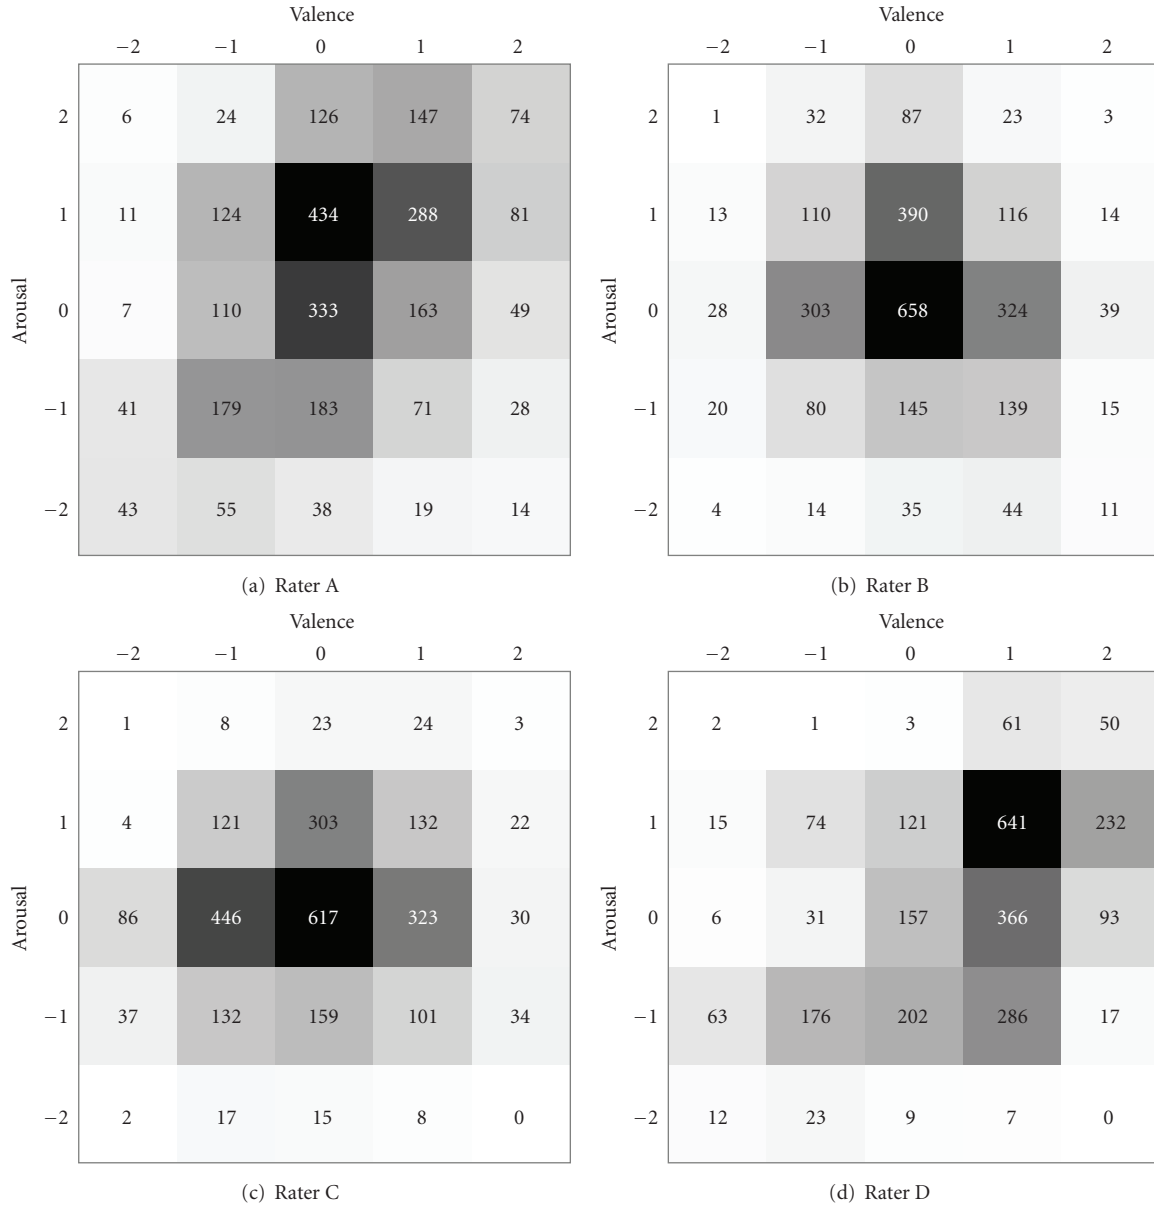 Valence
−2 −1 0 1 2
2 6 24 126 147 74
1 11 124 434 288 81
Arousal
0 7 110 333 163 49
−1 41 179 183 71 28
−2 43 55 38 19 14
(a) Rater A
Valence
−2 −1 0 1 2
2 1 32 87 23 3
1 13 110 390 116 14
Arousal
0 28 303 658 324 39
−1 20 80 145 139 15
−2 4 14 35 44 11
(b) Rater B
Valence
−2 −1 0 1 2
2 1 8 23 24 3
1 4 121 303 132 22
Arousal
0 86 446 617 323 30
−1 37 132 159 101 34
−2 2 17 15 8 0
(c) Rater C
Valence
−2 −1 0 1 2
2 2 1 3 61 50
1 15 74 121 641 232
Arousal
0 6 31 157 366 93
−1 63 176 202 286 17
−2 12 23 9 7 0
(d) Rater D